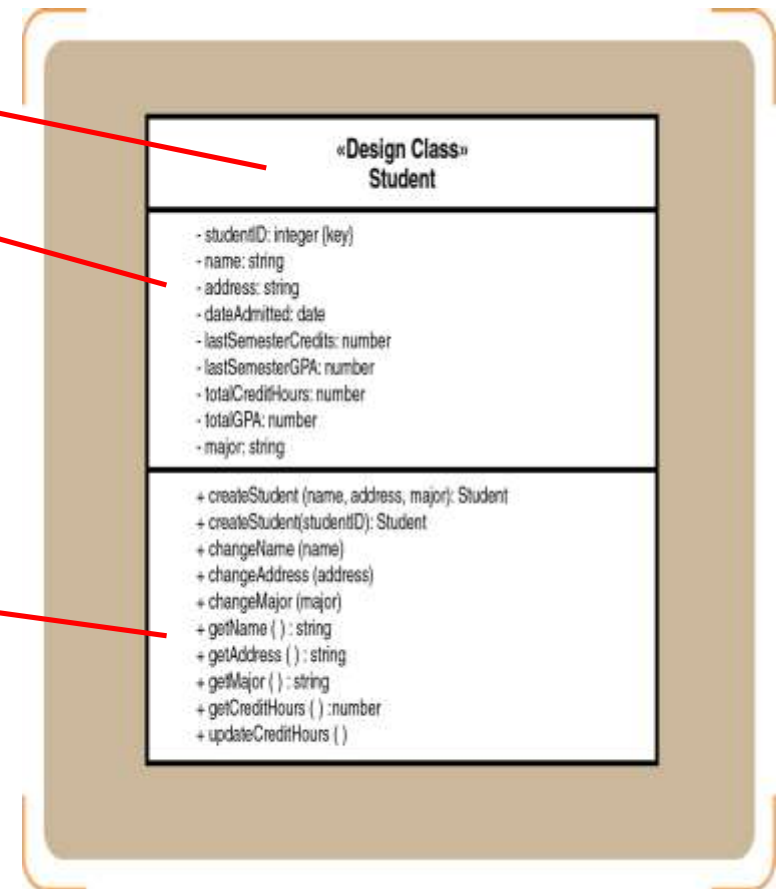 «Design Class»
Student
- studentID: integer {key}
- name: string
- address: string
- dateAdmitted: date
- lastSemesterCredits: number
- lastSemesterGPA: number
- totalCreditHours: number
- totalGPA: number
- major: string
+ createStudent (name, address, major): Student
+ createStudent(studentID): Student
+ changeName (name)
+ changeAddress (address)
+ changeMajor (major)
+ getName ( ) : string
+ getAddress ( ) : string
+ getMajor ( ) : string
+ getCreditHours ( ) :number
+ updateCreditHours ( )